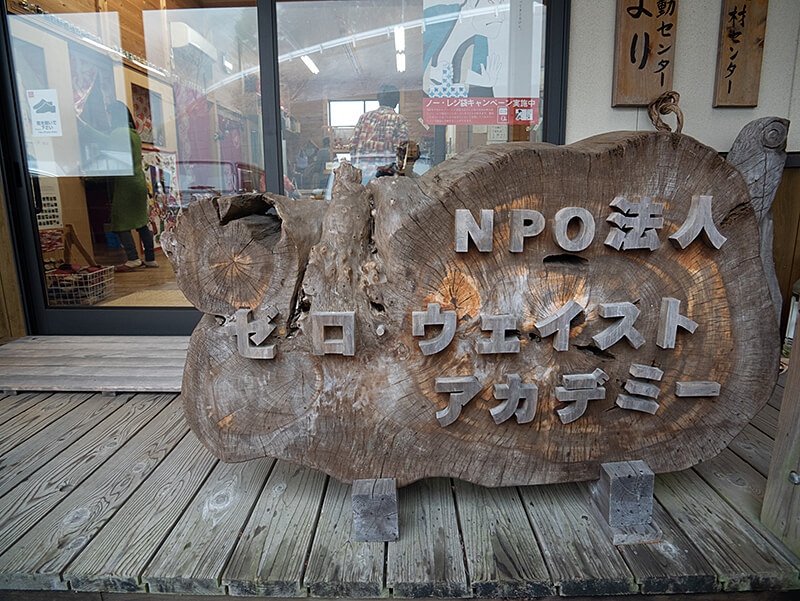 NPO法人
ゼロ・ウェイスト
アカデミー
ノー・レジ袋キャンペーン実施中
動センター
より
材センター